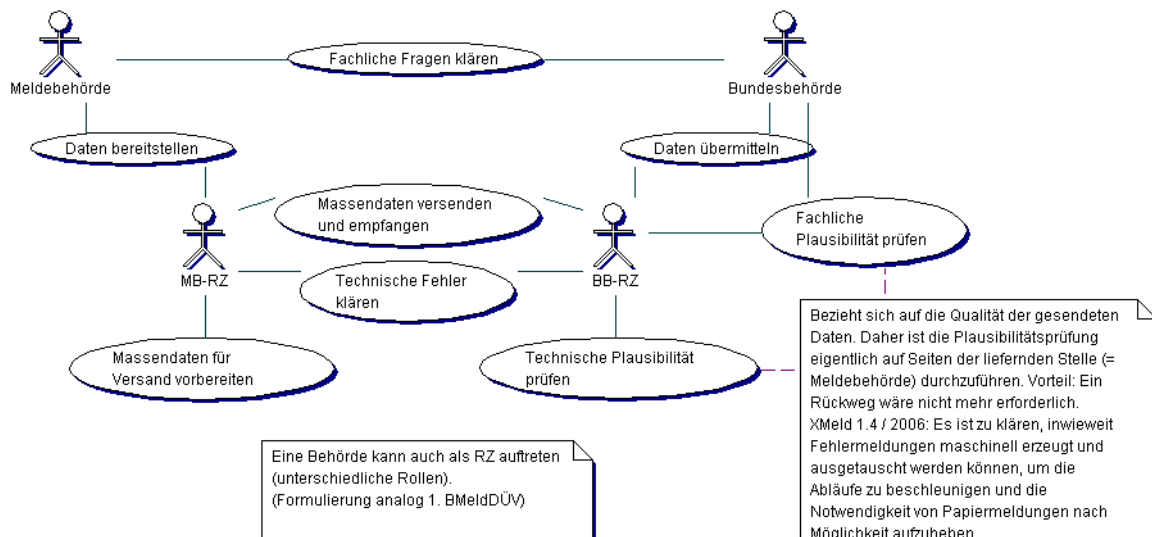 Fachliche Fragen klären
Meldebehörde
Bundesbehörde
Daten bereitstellen
Daten übermitteln
Massendaten versenden
und empfangen
Fachliche
Plausibilität prüfen
MB-RZ
Technische Fehler
klären
BB-RZ
Massendaten für
Versand vorbereiten
Technische Plausibilität
prüfen
Bezieht sich auf die Qualität der gesendeten
Daten. Daher ist die Plausibilitätsprüfung
eigentlich auf Seiten der liefernden Stelle (=
Meldebehörde) durchzuführen. Vorteil: Ein
Rückweg wäre nicht mehr erforderlich.
XMeld 1.4 / 2006: Es ist zu klären, inwieweit
Fehlermeldungen maschinell erzeugt und
ausgetauscht werden können, um die
Abläufe zu beschleunigen und die
Notwendigkeit von Papiermeldungen nach
Möglichkeit aufzuheben
Eine Behörde kann auch als RZ auftreten
(unterschiedliche Rollen).
(Formulierung analog 1. BMeldDÜV)